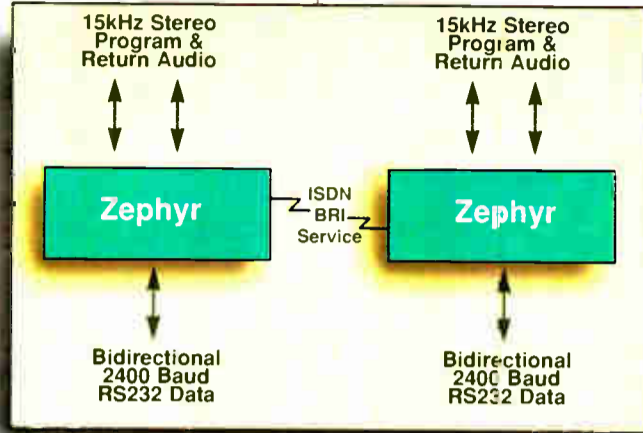 15kHz Stereo
Program &
Return Audio
15kHz Stereo
Program &
Return Audio
Zephyr
ISDN
BRI
Service
Zephyr
Bidirectional
2400 Baud
RS232 Data
Bidirectional
2400 Baud
RS232 Data